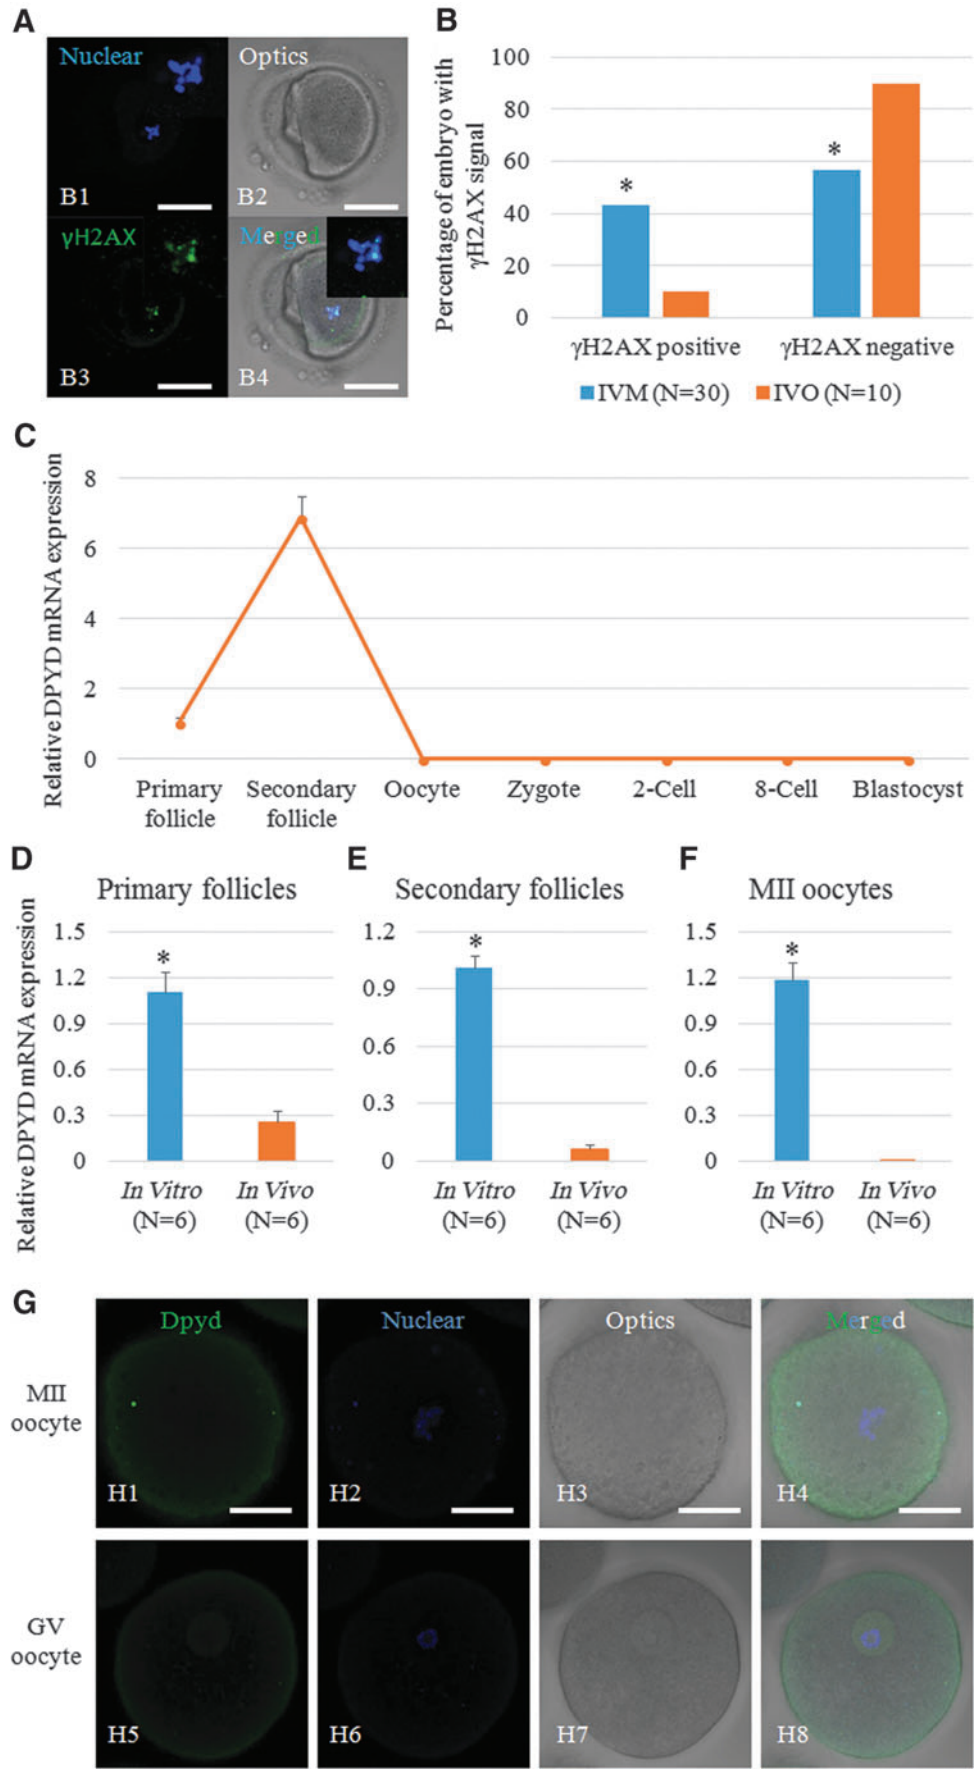 A
Nuclear
Optics
B1
B2
γH2AX
Merged
B3
B4
B
Percentage of embryo with
γH2AX signal
100
80
60
40
20
0
*
*
γH2AX positive
γH2AX negative
IVM (N=30)
IVO (N=10)
C
Relative DPYD mRNA expression
8
6
4
2
0
Primary
follicle
Secondary
follicle
Oocyte
Zygote
2-Cell
8-Cell
Blastocyst
D
Primary follicles
Relative DPYD mRNA expression
1.5
1.2
0.9
0.6
0.3
0
*
In Vitro
(N=6)
In Vivo
(N=6)
E
Secondary follicles
1.2
0.9
0.6
0.3
0
*
In Vitro
(N=6)
In Vivo
(N=6)
F
MII oocytes
1.5
1.2
0.9
0.6
0.3
0
*
In Vitro
(N=6)
In Vivo
(N=6)
G
Dpyd
Nuclear
Optics
Merged
MII
oocyte
H1
H2
H3
H4
GV
oocyte
H5
H6
H7
H8